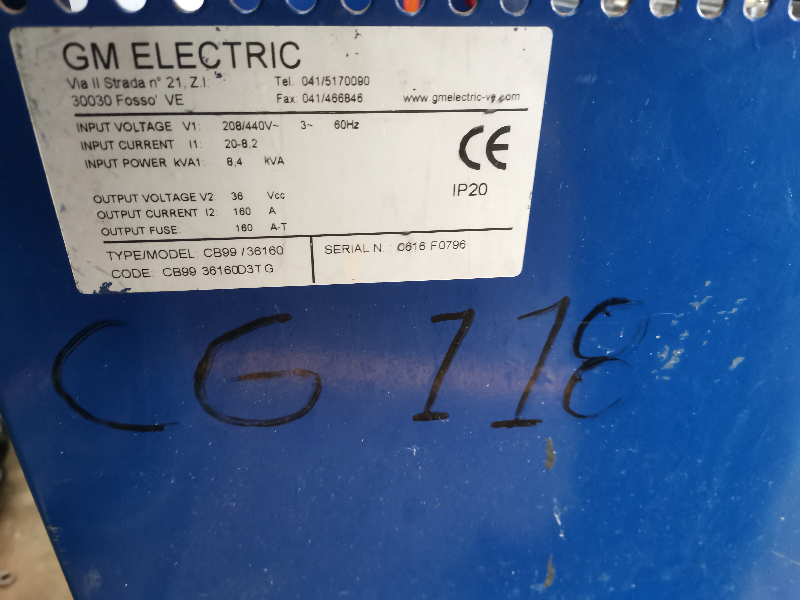 GM ELECTRIC
Via II Strada n° 21, Z.I.
Tel. 041/5170090
30030 Fosso' VE
Fax: 041/466846
www.gmelectric-ve.com
INPUT VOLTAGE V1: 208/440V~ 3~ 60Hz
INPUT CURRENT I1: 20-8,2
INPUT POWER kVA1: 8,4 kVA
CE
IP20
OUTPUT VOLTAGE V2: 36 Vcc
OUTPUT CURRENT I2: 160 A
OUTPUT FUSE: 160 A-T
TYPE/MODEL: CB99 /36160
SERIAL N. : 0616 F0796
CODE: CB99 36160D3TG
CG 118